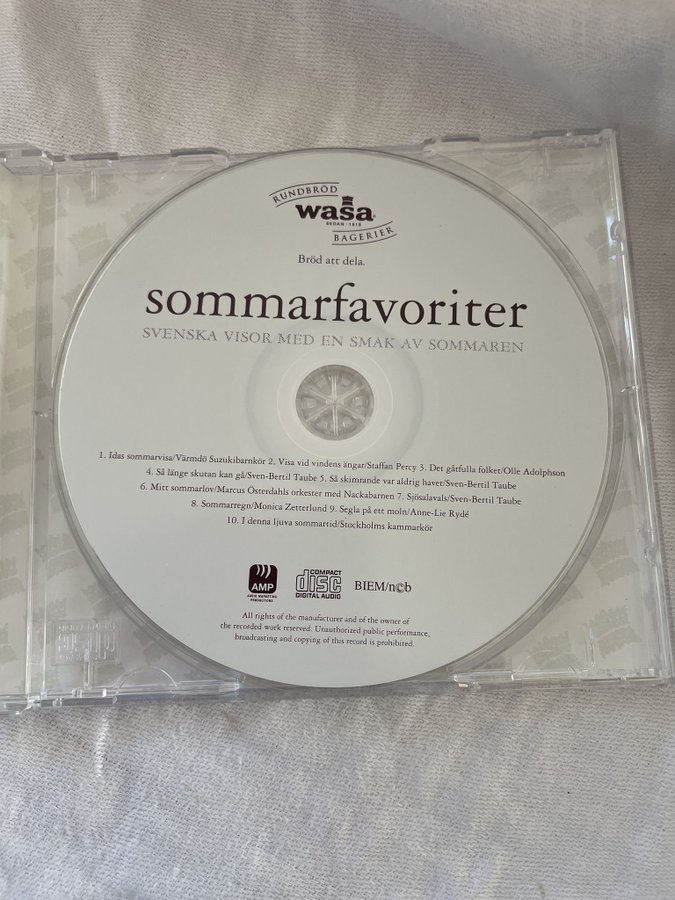 RUNDBRÖD
wasa
SEDAN · 1919
BAGERIER
Bröd att dela.
sommarfavoriter
SVENSKA VISOR MED EN SMAK AV SOMMAREN
1. Idas sommarvisa/Värmdö Suzukibarnkör 2. Visa vid vindens ängar/Staffan Percy 3. Det gåtfulla folket/Olle Adolphson
4. Så länge skutan kan gå/Sven-Bertil Taube 5. Så skimrande var aldrig havet/Sven-Bertil Taube
6. Mitt sommarlov/Marcus Österdahls orkester med Nackabarnen 7. Sjösalavals/Sven-Bertil Taube
8. Sommarregn/Monica Zetterlund 9. Segla på ett moln/Anne-Lie Rydé
10. I denna ljuva sommartid/Stockholms kammarkör
AMP
AUDIO MARKETING
PRODUCTIONS
COMPACT
disc
DIGITAL AUDIO
BIEM/n©b
All rights of the manufacturer and of the owner of
the recorded work reserved. Unauthorized public performance,
broadcasting and copying of this record is prohibited.